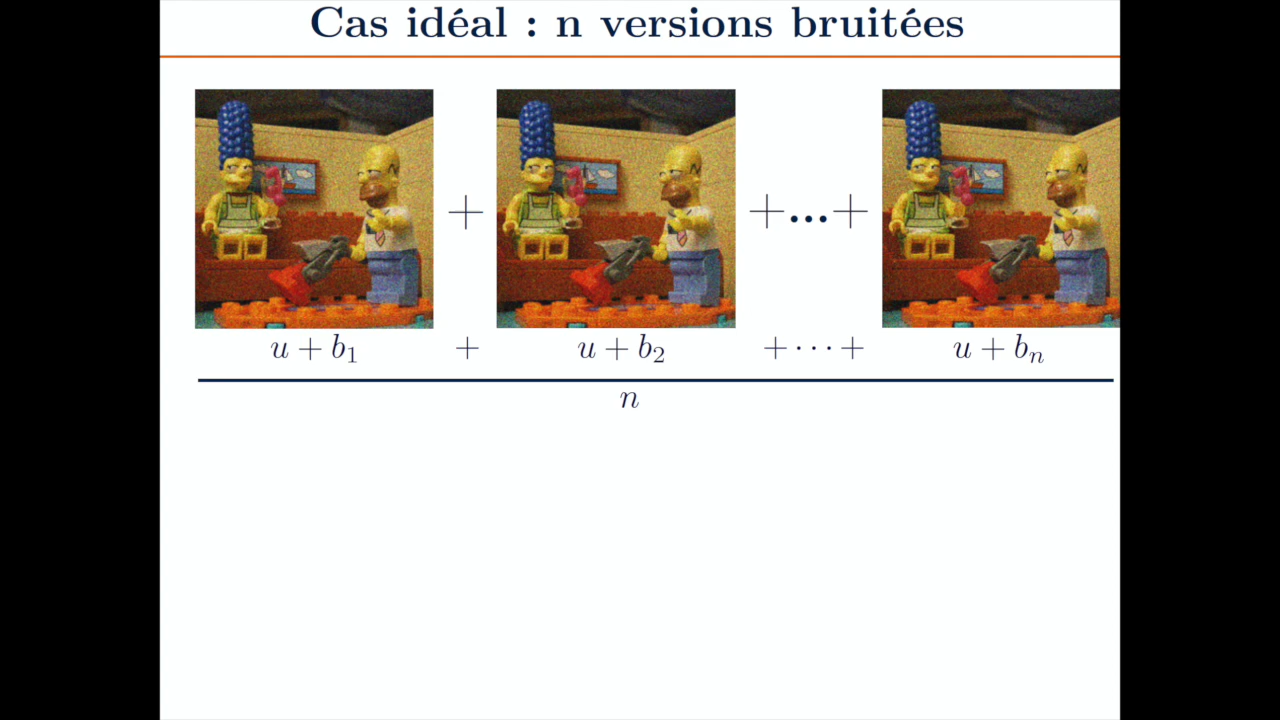 Cas idéal : n versions bruitées
+ +...+
u + b₁ + u + b₂ + ⋯ + u + bₙ
n